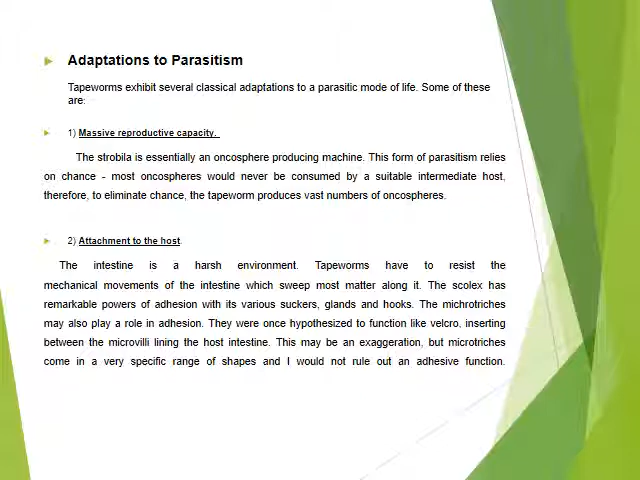 Adaptations to Parasitism
Tapeworms exhibit several classical adaptations to a parasitic mode of life. Some of these
are:
1) Massive reproductive capacity.
The strobila is essentially an oncosphere producing machine. This form of parasitism relies
on chance - most oncospheres would never be consumed by a suitable intermediate host,
therefore, to eliminate chance, the tapeworm produces vast numbers of oncospheres.
2) Attachment to the host.
The intestine is a harsh environment. Tapeworms have to resist the
mechanical movements of the intestine which sweep most matter along it. The scolex has
remarkable powers of adhesion with its various suckers, glands and hooks. The microtriches
may also play a role in adhesion. They were once hypothesized to function like velcro, inserting
between the microvilli lining the host intestine. This may be an exaggeration, but microtriches
come in a very specific range of shapes and I would not rule out an adhesive function.